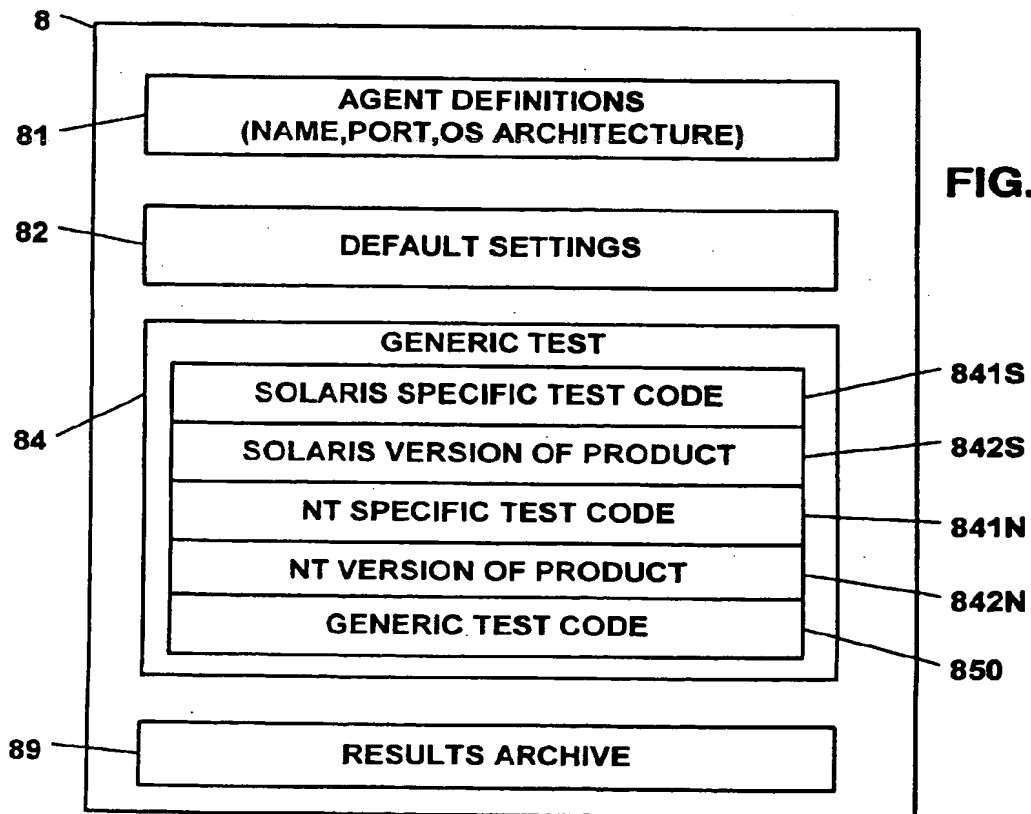 8
AGENT DEFINITIONS
(NAME,PORT,OS ARCHITECTURE)
81
FIG.
82
DEFAULT SETTINGS
GENERIC TEST
SOLARIS SPECIFIC TEST CODE
841S
84
SOLARIS VERSION OF PRODUCT
842S
NT SPECIFIC TEST CODE
841N
NT VERSION OF PRODUCT
842N
GENERIC TEST CODE
850
89
RESULTS ARCHIVE